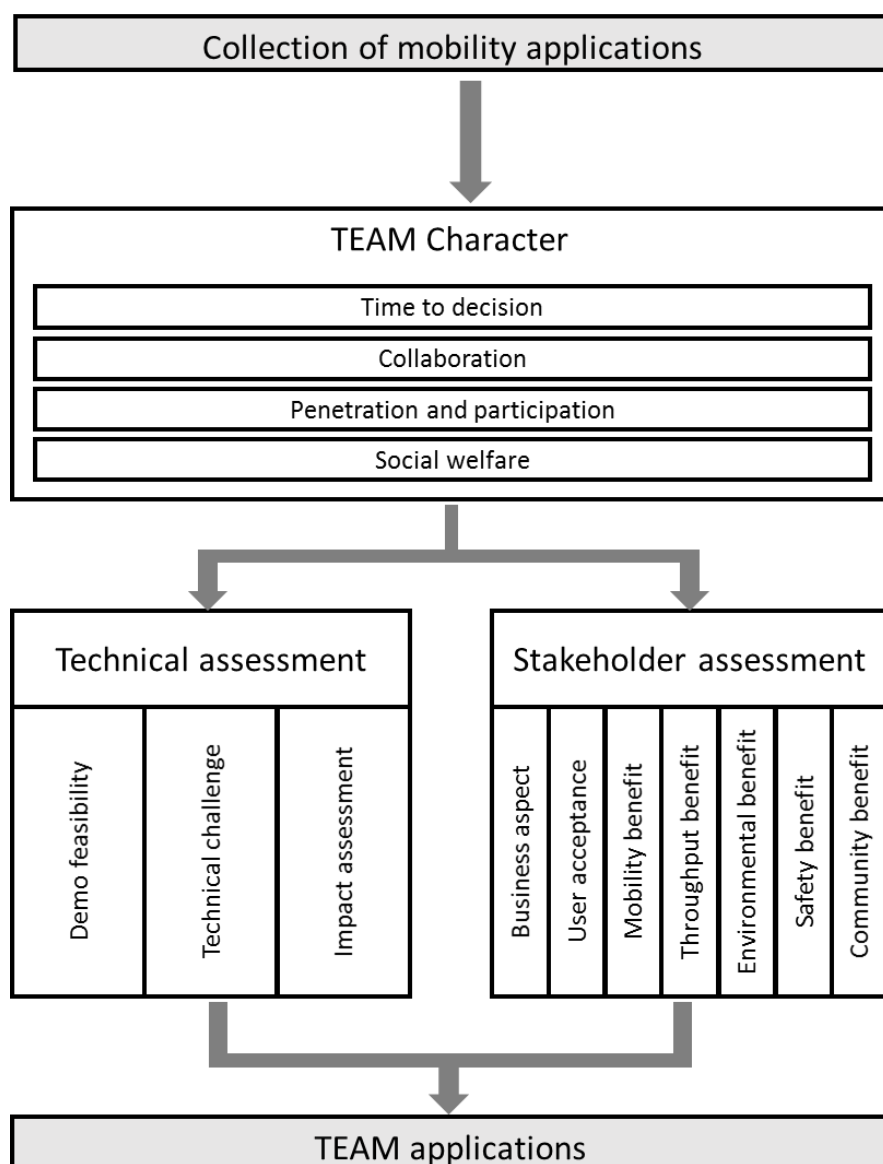 Collection of mobility applications
TEAM Character
Time to decision
Collaboration
Penetration and participation
Social welfare
Technical assessment
Demo feasibility
Technical challenge
Impact assessment
Stakeholder assessment
Business aspect
User acceptance
Mobility benefit
Throughput benefit
Environmental benefit
Safety benefit
Community benefit
TEAM applications